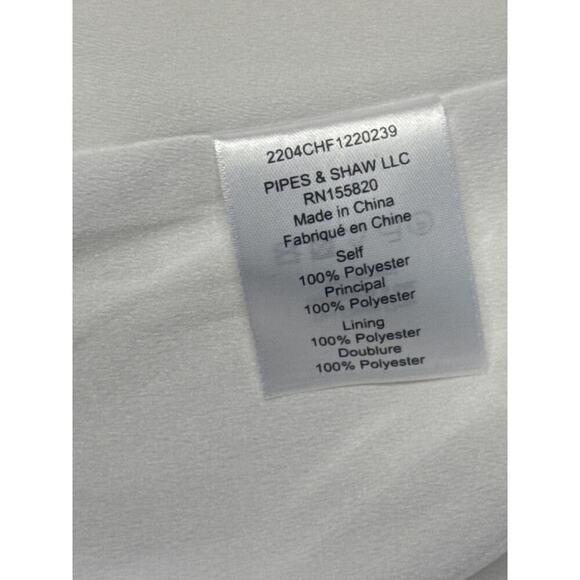 2204CHF1220239
PIPES & SHAW LLC
RN155820
Made in China
Fabriqué en Chine
Self
100% Polyester
Principal
100% Polyester
Lining
100% Polyester
Doublure
100% Polyester